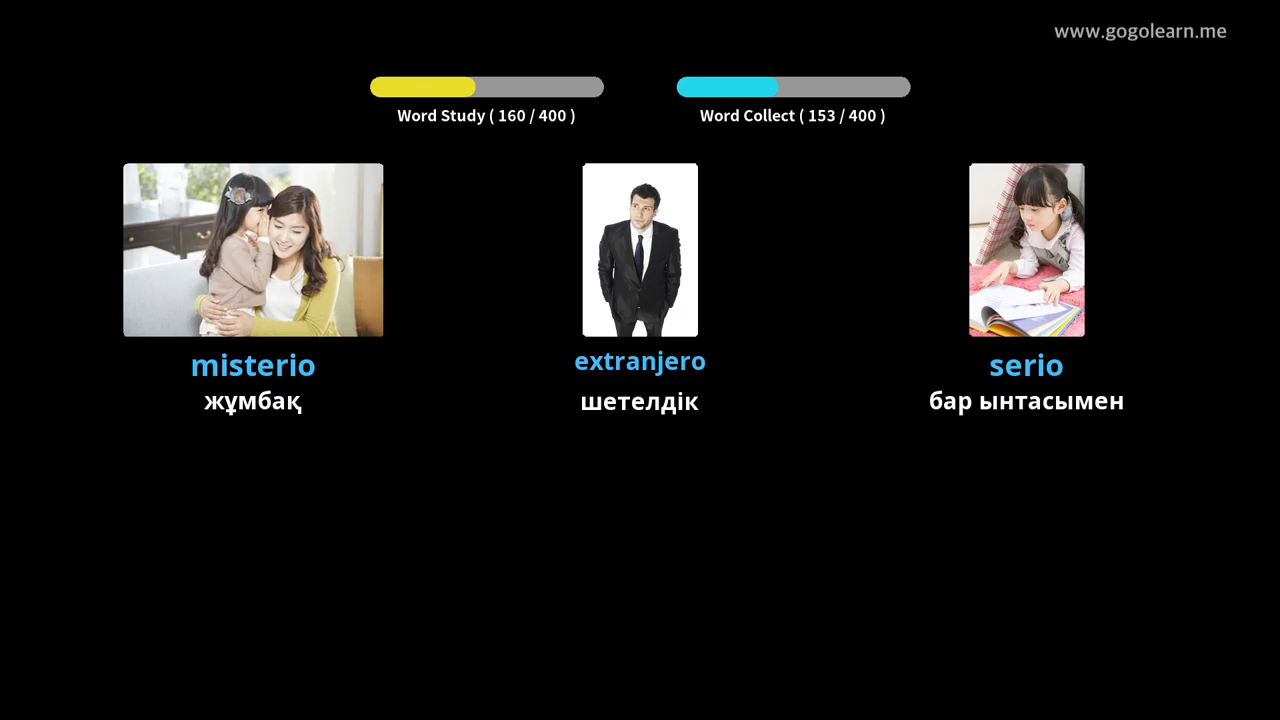 www.gogolearn.me
Word Study ( 160 / 400 )
Word Collect ( 153 / 400 )
misterio
жұмбақ
extranjero
шетелдік
serio
бар ынтасымен